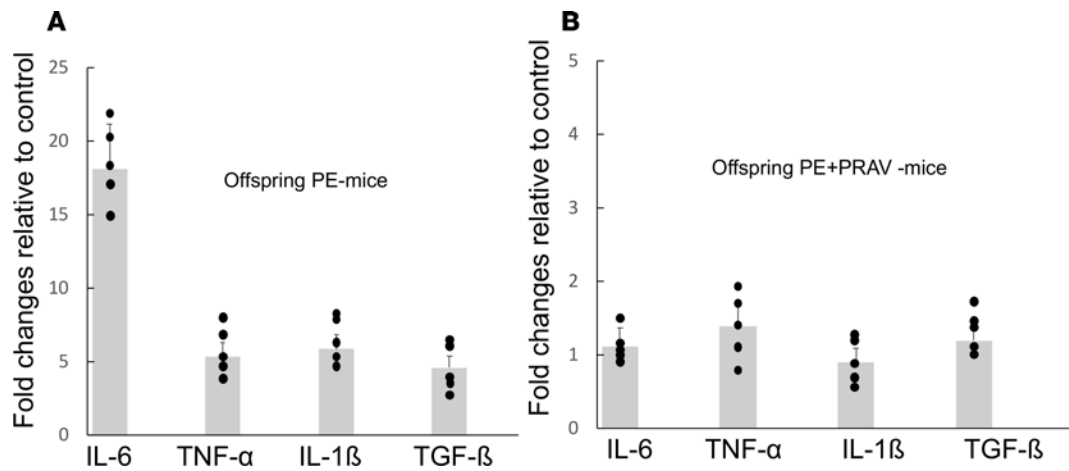 A
Fold changes relative to control
25
20
15
10
5
0
Offspring PE-mice
IL-6 TNF-α IL-1ß TGF-ß
B
Fold changes relative to control
5
4
3
2
1
0
Offspring PE+PRAV -mice
IL-6 TNF-α IL-1ß TGF-ß